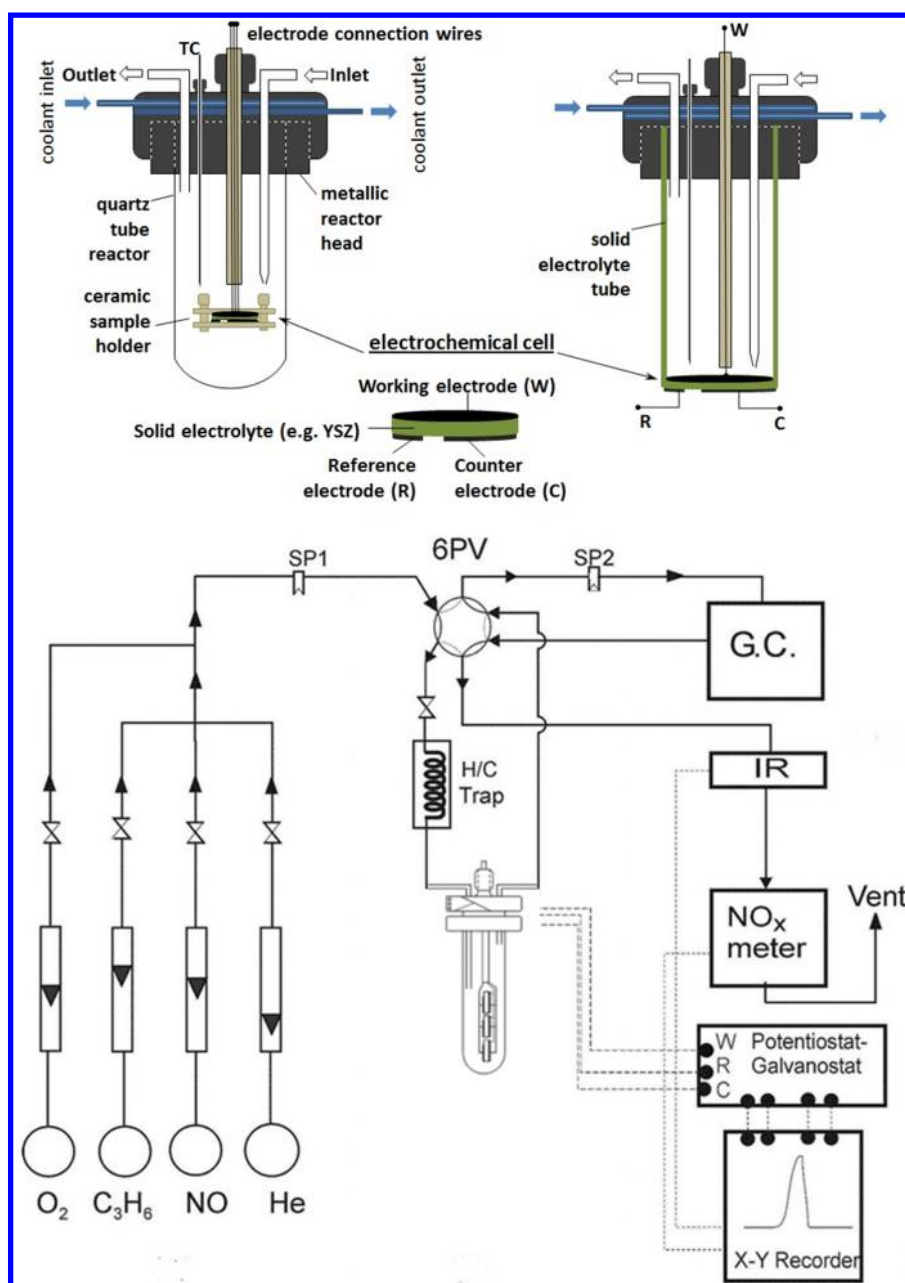 electrode connection wires
TC
Outlet
Inlet
coolant inlet
coolant outlet
quartz
tube
reactor
metallic
reactor
head
ceramic
sample
holder
W
solid
electrolyte
tube
electrochemical cell
Working electrode (W)
R
C
Solid electrolyte (e.g. YSZ)
Reference
electrode (R)
Counter
electrode (C)
SP1
6PV
SP2
G.C.
H/C
Trap
IR
NOx
meter
Vent
W
R
C
Potiostat-
Galvanostat
X-Y Recorder
O2
C3H6
NO
He